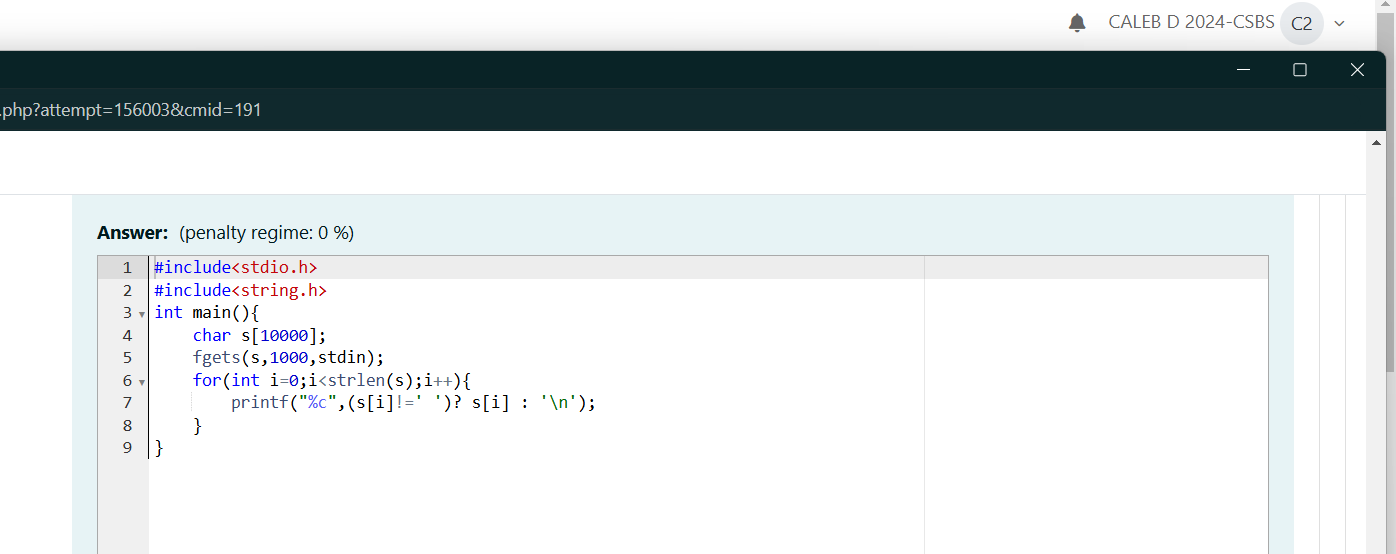 CALEB D 2024-CSBS C2
.php?attempt=156003&cmid=191
Answer: (penalty regime: 0 %)
1 #include<stdio.h>
2 #include<string.h>
3 int main(){
4     char s[10000];
5     fgets(s,1000,stdin);
6     for(int i=0;i<strlen(s);i++){
7         printf("%c",(s[i]!=' ')? s[i] : '\n');
8     }
9 }